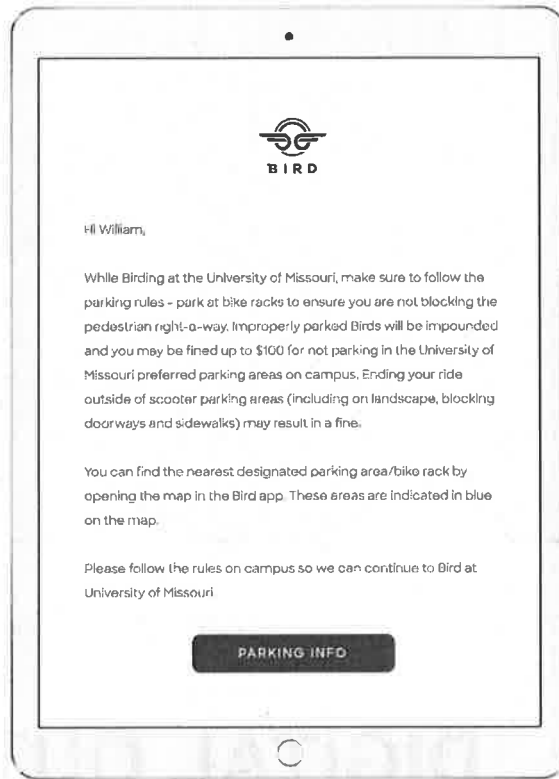 BIRD
Hi William,
While Birding at the University of Missouri, make sure to follow the
parking rules - park at bike racks to ensure you are not blocking the
pedestrian right-a-way. Improperly parked Birds will be impounded
and you may be fined up to $100 for not parking in the University of
Missouri preferred parking areas on campus. Ending your ride
outside of scooter parking areas (including on landscape, blocking
doorways and sidewalks) may result in a fine.
You can find the nearest designated parking area/bike rack by
opening the map in the Bird app. These areas are indicated in blue
on the map.
Please follow the rules on campus so we can continue to Bird at
University of Missouri
PARKING INFO